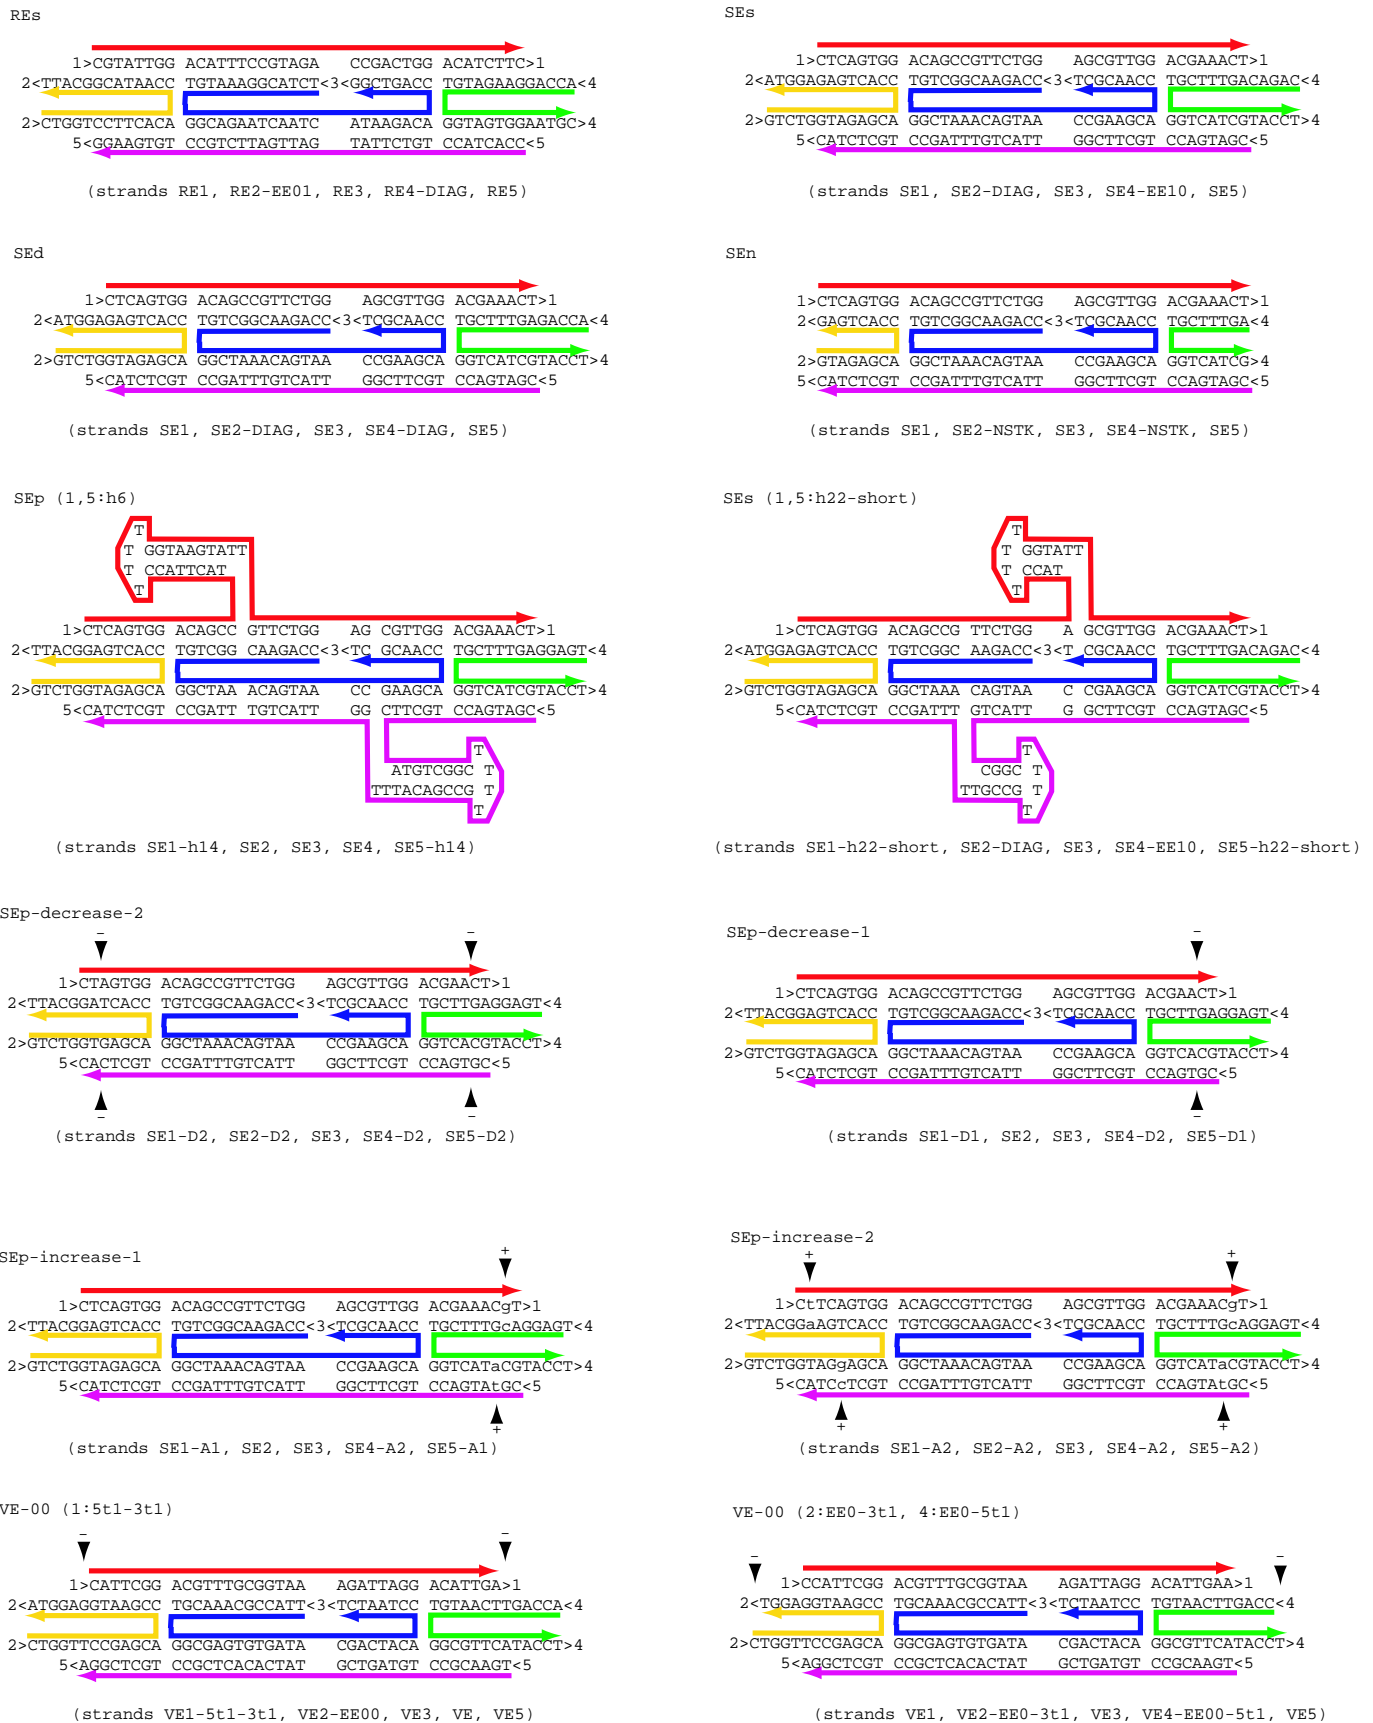 REs
1>CGTATTGG ACATTTCCGTAGA CCGACTGG ACATCTTC>1
2<TTACGGCATAACC TGTAAAGGCATCT<3<GGCTGACC TGTAGAAGGACCA<4
2>CTGGTCCTTCACA GGCAGAATCAATC ATAAGACA GGTAGTGGAATGC>4
5<GGAAGTGT CCGTCTTAGTTAG TATTCTGT CCATCACC<5
(strands RE1, RE2-EE01, RE3, RE4-DIAG, RE5)
SEs
1>CTCAGTGG ACAGCCGTTCTGG AGCGTTGG ACGAAACT>1
2<ATGGAGAGTCACC TGTCGGCAAGACC<3<TCGCAACC TGCTTTGACAGAC<4
2>GTCTGGTAGAGCA GGCTAAACAGTAA CCGAAGCA GGTCATCGTACCT>4
5<CATCTCGT CCGATTTGTCATT GGCTTCGT CCAGTAGC<5
(strands SE1, SE2-DIAG, SE3, SE4-EE10, SE5)
SEd
1>CTCAGTGG ACAGCCGTTCTGG AGCGTTGG ACGAAACT>1
2<ATGGAGAGTCACC TGTCGGCAAGACC<3<TCGCAACC TGCTTTGAGACCA<4
2>GTCTGGTAGAGCA GGCTAAACAGTAA CCGAAGCA GGTCATCGTACCT>4
5<CATCTCGT CCGATTTGTCATT GGCTTCGT CCAGTAGC<5
(strands SE1, SE2-DIAG, SE3, SE4-DIAG, SE5)
SEn
1>CTCAGTGG ACAGCCGTTCTGG AGCGTTGG ACGAAACT>1
2<GAGTCACC TGTCGGCAAGACC<3<TCGCAACC TGCTTTGA<4
2>GTAGAGCA GGCTAAACAGTAA CCGAAGCA GGTCATCG>4
5<CATCTCGT CCGATTTGTCATT GGCTTCGT CCAGTAGC<5
(strands SE1, SE2-NSTK, SE3, SE4-NSTK, SE5)
SEp (1,5:h6)
T
T GGTAAGTATT
T CCATTCAT
T
1>CTCAGTGG ACAGCC GTTCTGG AG CGTTGG ACGAAACT>1
2<TTACGGAGTCACC TGTCGG CAAGACC<3<TC GCAACC TGCTTTGAGGAGT<4
2>GTCTGGTAGAGCA GGCTAA ACAGTAA CC GAAGCA GGTCATCGTACCT>4
5<CATCTCGT CCGATT TGTCATT GG CTTCGT CCAGTAGC<5
T
ATGTCGGC T
TTTACAGCCG T
T
(strands SE1-h14, SE2, SE3, SE4, SE5-h14)
SEs (1,5:h22-short)
T
T GGTATT
T CCAT
T
1>CTCAGTGG ACAGCCG TTCTGG A GCGTTGG ACGAAACT>1
2<ATGGAGAGTCACC TGTCGGC AAGACC<3<T CGCAACC TGCTTTGACAGAC<4
2>GTCTGGTAGAGCA GGCTAAA CAGTAA C CGAAGCA GGTCATCGTACCT>4
5<CATCTCGT CCGATTT GTCATT G GCTTCGT CCAGTAGC<5
T
CGGC T
TTGCCG T
T
(strands SE1-h22-short, SE2-DIAG, SE3, SE4-EE10, SE5-h22-short)
SEp-decrease-2
- -
1>CTAGTGG ACAGCCGTTCTGG AGCGTTGG ACGAACT>1
2<TTACGGATCACC TGTCGGCAAGACC<3<TCGCAACC TGCTTGAGGAGT<4
2>GTCTGGTGAGCA GGCTAAACAGTAA CCGAAGCA GGTCACGTACCT>4
5<CACTCGT CCGATTTGTCATT GGCTTCGT CCAGTGC<5
- -
(strands SE1-D2, SE2-D2, SE3, SE4-D2, SE5-D2)
SEp-decrease-1
-
1>CTCAGTGG ACAGCCGTTCTGG AGCGTTGG ACGAACT>1
2<TTACGGAGTCACC TGTCGGCAAGACC<3<TCGCAACC TGCTTGAGGAGT<4
2>GTCTGGTAGAGCA GGCTAAACAGTAA CCGAAGCA GGTCACGTACCT>4
5<CATCTCGT CCGATTTGTCATT GGCTTCGT CCAGTGC<5
-
(strands SE1-D1, SE2, SE3, SE4-D2, SE5-D1)
SEp-increase-1
+
1>CTCAGTGG ACAGCCGTTCTGG AGCGTTGG ACGAAACgT>1
2<TTACGGAGTCACC TGTCGGCAAGACC<3<TCGCAACC TGCTTTGcAGGAGT<4
2>GTCTGGTAGAGCA GGCTAAACAGTAA CCGAAGCA GGTCATaCGTACCT>4
5<CATCTCGT CCGATTTGTCATT GGCTTCGT CCAGTAtGC<5
+
(strands SE1-A1, SE2, SE3, SE4-A2, SE5-A1)
SEp-increase-2
+ +
1>CtTCAGTGG ACAGCCGTTCTGG AGCGTTGG ACGAAACgT>1
2<TTACGGaAGTCACC TGTCGGCAAGACC<3<TCGCAACC TGCTTTGcAGGAGT<4
2>GTCTGGTAGgAGCA GGCTAAACAGTAA CCGAAGCA GGTCATaCGTACCT>4
5<CATCcTCGT CCGATTTGTCATT GGCTTCGT CCAGTAtGC<5
+ +
(strands SE1-A2, SE2-A2, SE3, SE4-A2, SE5-A2)
VE-00 (1:5t1-3t1)
- -
1>CATTCGG ACGTTTGCGGTAA AGATTAGG ACATTGA>1
2<ATGGAGGTAAGCC TGCAAACGCCATT<3<TCTAATCC TGTAACTTGACCA<4
2>CTGGTTCCGAGCA GGCGAGTGTGATA CGACTACA GGCGTTCATACCT>4
5<AGGCTCGT CCGCTCACACTAT GCTGATGT CCGCAAGT<5
(strands VE1-5t1-3t1, VE2-EE00, VE3, VE, VE5)
VE-00 (2:EE0-3t1, 4:EE0-5t1)
- -
1>CCATTCGG ACGTTTGCGGTAA AGATTAGG ACATTGAA>1
2<TGGAGGTAAGCC TGCAAACGCCATT<3<TCTAATCC TGTAACTTGACC<4
2>CTGGTTCCGAGCA GGCGAGTGTGATA CGACTACA GGCGTTCATACCT>4
5<AGGCTCGT CCGCTCACACTAT GCTGATGT CCGCAAGT<5
(strands VE1, VE2-EE0-3t1, VE3, VE4-EE00-5t1, VE5)